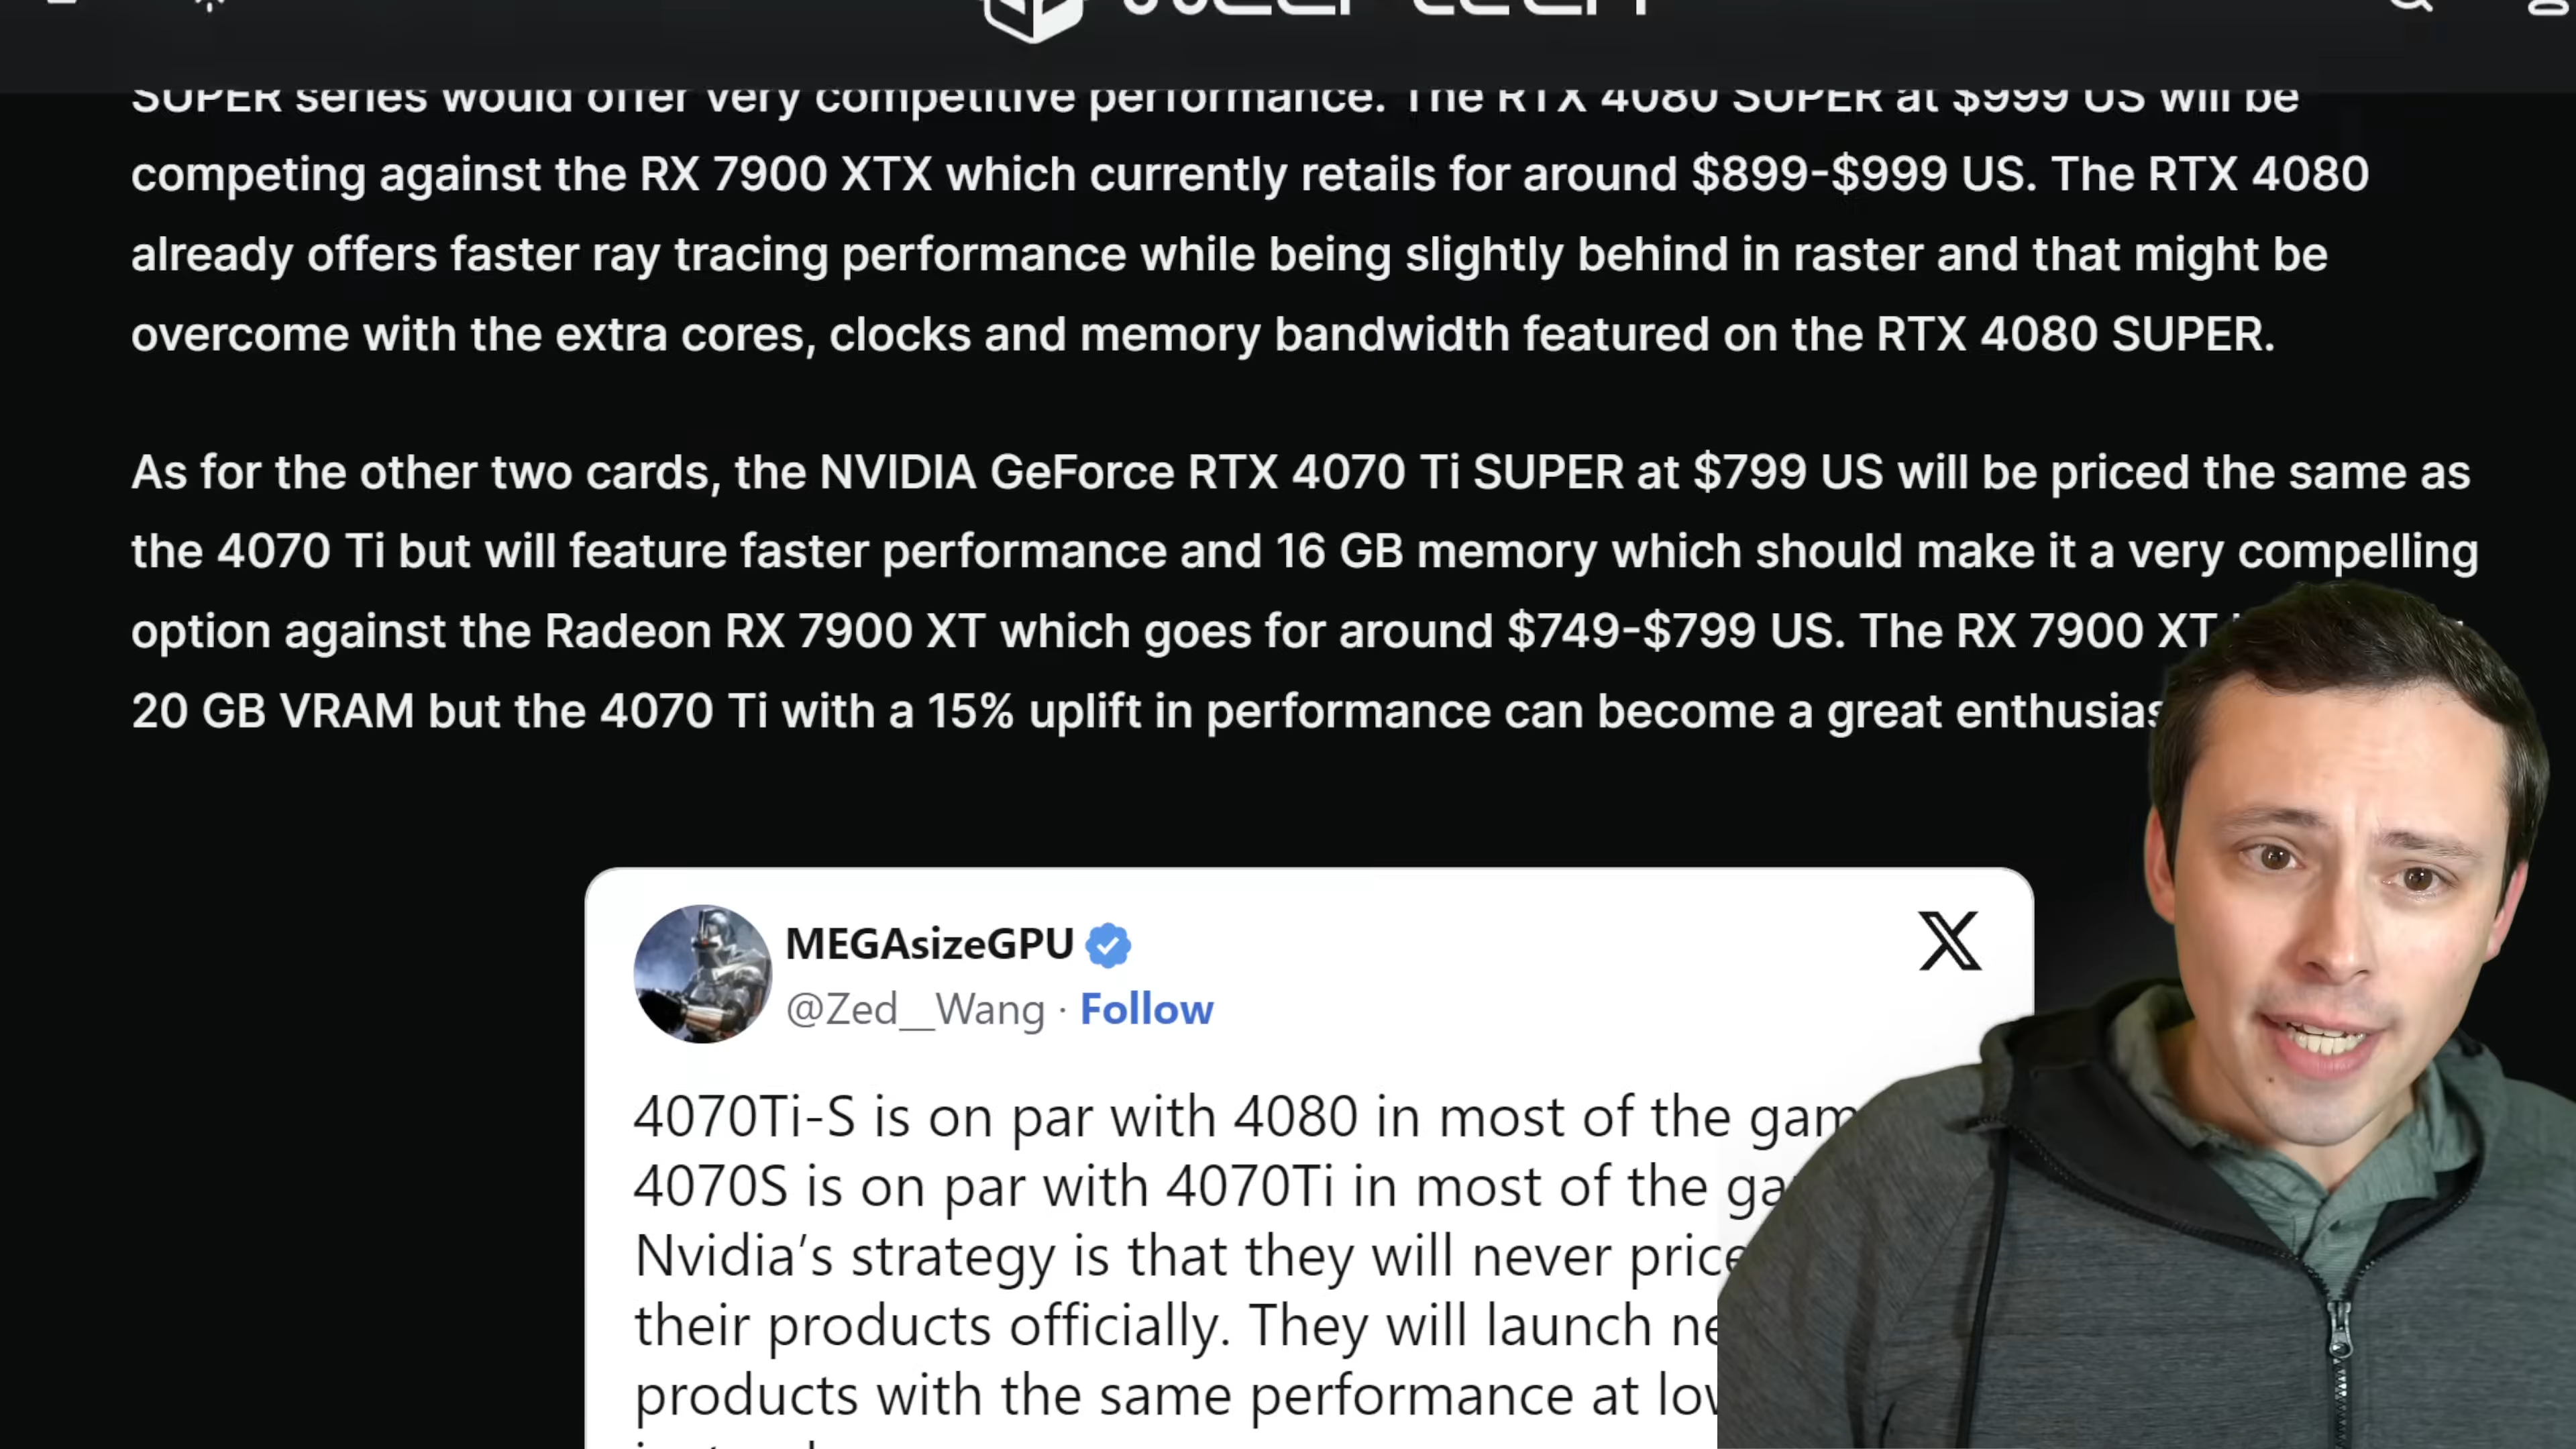 SUPER series would offer very competitive performance. The RTX 4080 SUPER at $999 US will be
competing against the RX 7900 XTX which currently retails for around $899-$999 US. The RTX 4080
already offers faster ray tracing performance while being slightly behind in raster and that might be
overcome with the extra cores, clocks and memory bandwidth featured on the RTX 4080 SUPER.
As for the other two cards, the NVIDIA GeForce RTX 4070 Ti SUPER at $799 US will be priced the same as
the 4070 Ti but will feature faster performance and 16 GB memory which should make it a very compelling
option against the Radeon RX 7900 XT which goes for around $749-$799 US. The RX 7900 XT
20 GB VRAM but the 4070 Ti with a 15% uplift in performance can become a great
MEGAsizeGPU
@Zed__Wang · Follow
4070Ti-S is on par with 4080 in most of the
4070S is on par with 4070Ti in most of the
Nvidia's strategy is that they will never
their products officially. They will launch
products with the same performance at